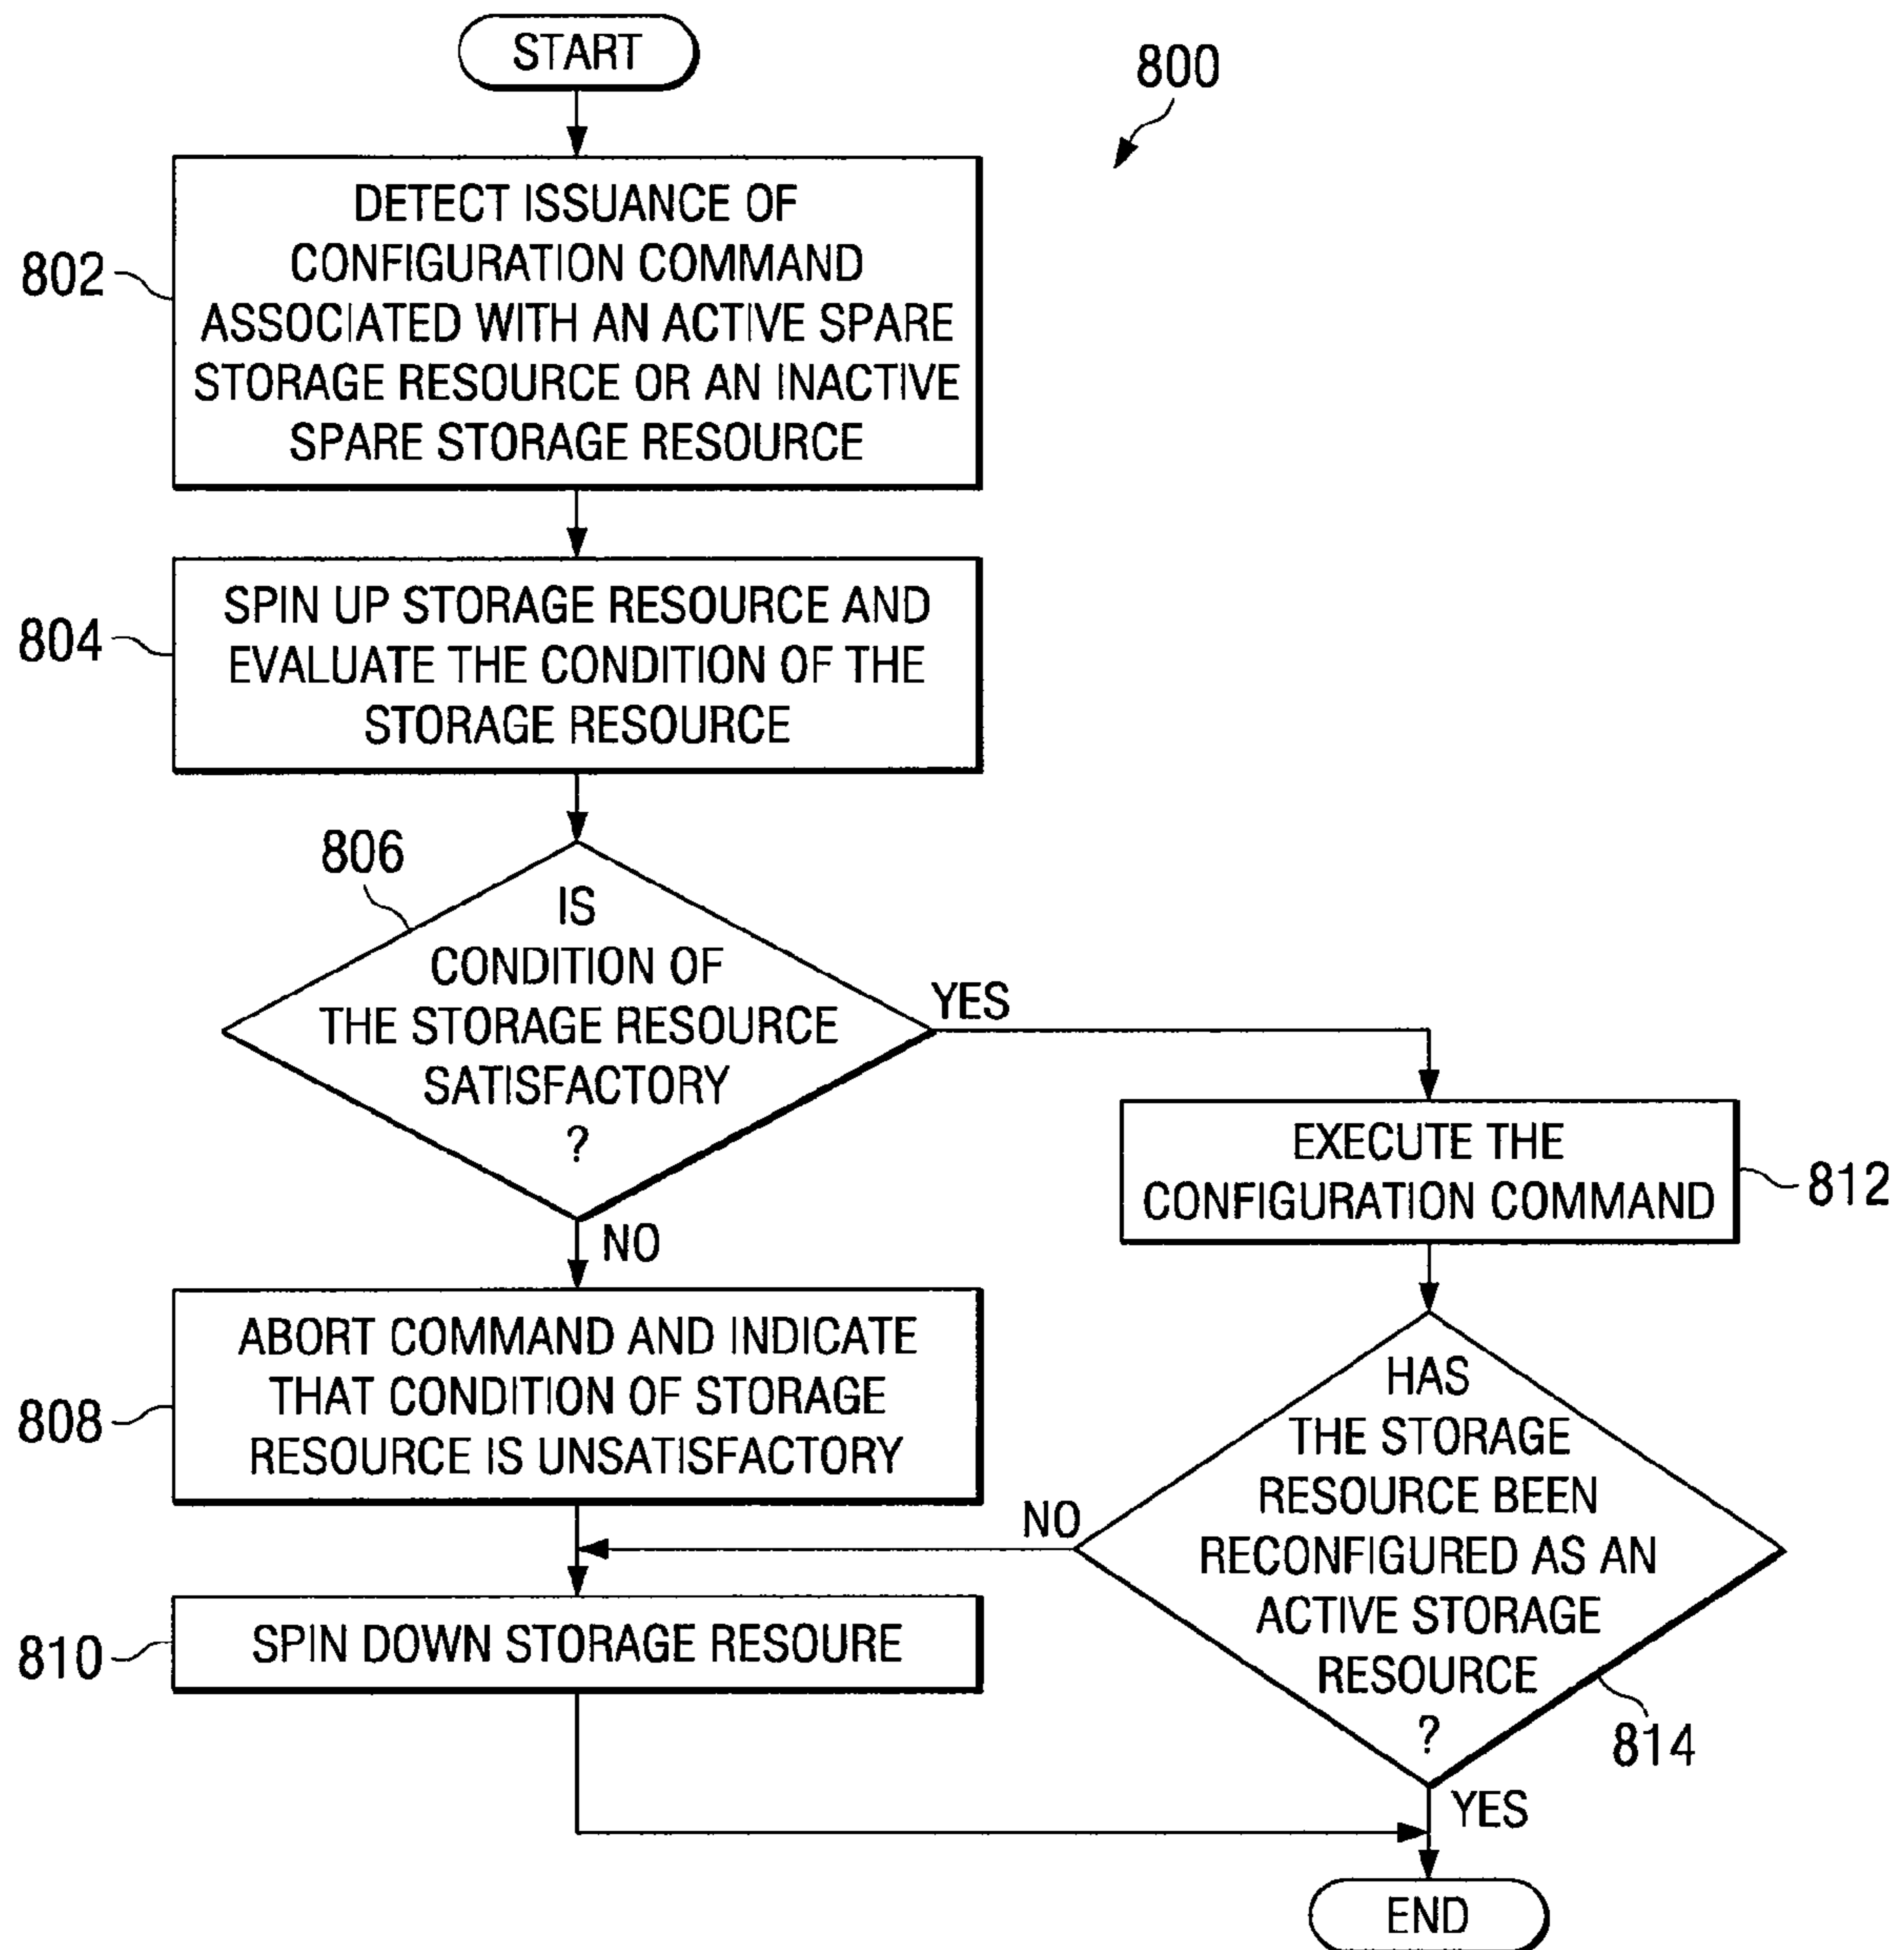 START
800
802
DETECT ISSUANCE OF
CONFIGURATION COMMAND
ASSOCIATED WITH AN ACTIVE SPARE
STORAGE RESOURCE OR AN INACTIVE
SPARE STORAGE RESOURCE
804
SPIN UP STORAGE RESOURCE AND
EVALUATE THE CONDITION OF THE
STORAGE RESOURCE
806
IS
CONDITION OF
THE STORAGE RESOURCE
SATISFACTORY
?
YES
NO
EXECUTE THE
CONFIGURATION COMMAND
812
808
ABORT COMMAND AND INDICATE
THAT CONDITION OF STORAGE
RESOURCE IS UNSATISFACTORY
HAS
THE STORAGE
RESOURCE BEEN
RECONFIGURED AS AN
ACTIVE STORAGE
RESOURCE
?
NO
814
YES
810
SPIN DOWN STORAGE RESOURE
END